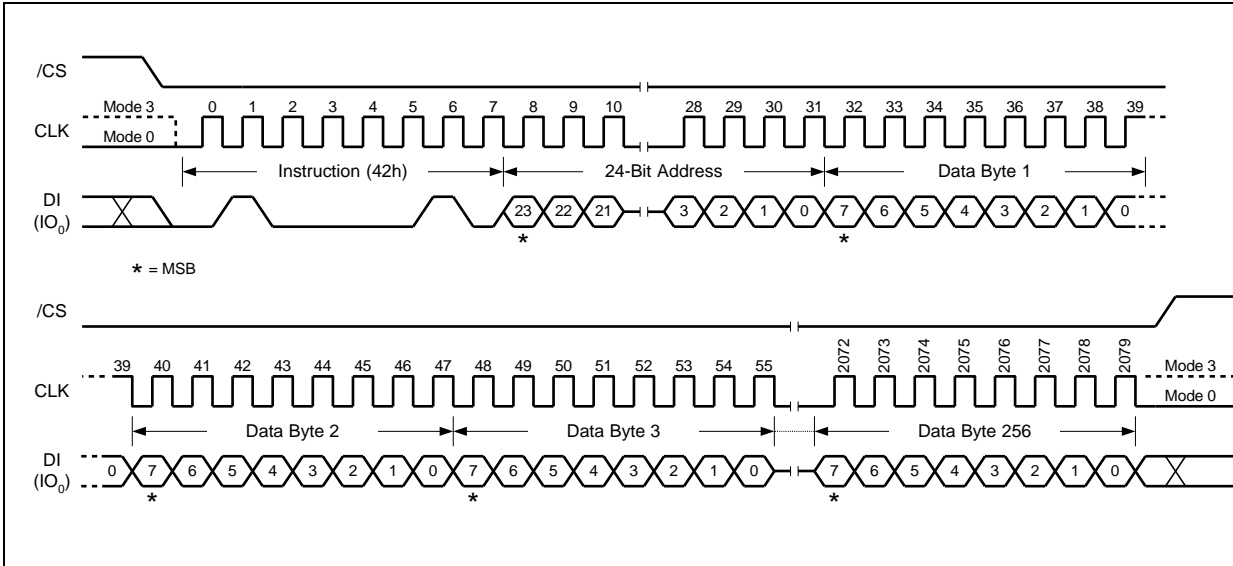 /CS
Mode 3
0 1 2 3 4 5 6 7 8 9 10 28 29 30 31 32 33 34 35 36 37 38 39
CLK
Mode 0
Instruction (42h) 24-Bit Address Data Byte 1
DI
(IO0)
23 22 21 3 2 1 0 7 6 5 4 3 2 1 0
* *
* = MSB
/CS
39 40 41 42 43 44 45 46 47 48 49 50 51 52 53 54 55 2072 2073 2074 2075 2076 2077 2078 2079
Mode 3
CLK
Mode 0
Data Byte 2 Data Byte 3 Data Byte 256
DI
(IO0)
0 7 6 5 4 3 2 1 0 7 6 5 4 3 2 1 0 7 6 5 4 3 2 1 0
* * *